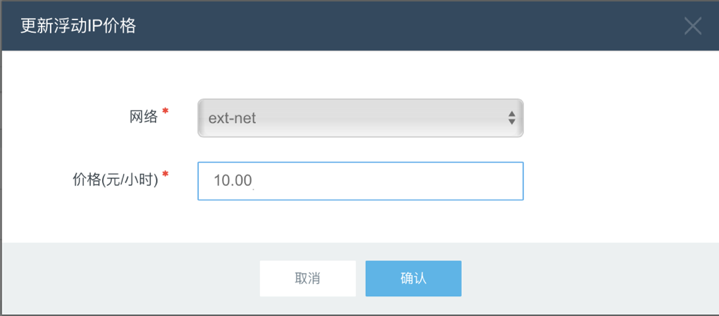 更新浮动IP价格
网络 *
ext-net
价格(元/小时) *
10.00
取消
确认